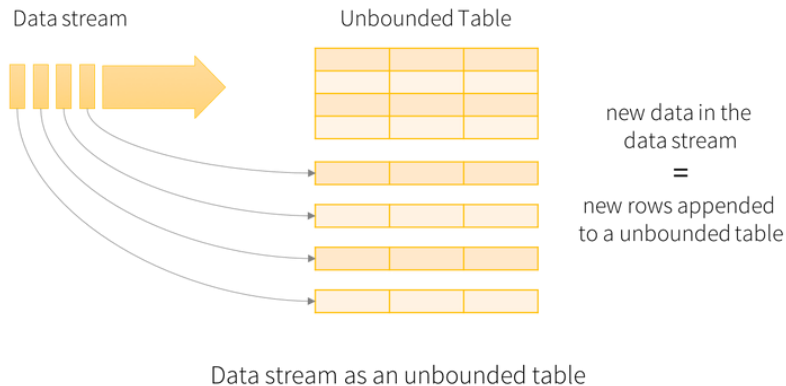 Data stream
Unbounded Table
new data in the
data stream
=
new rows appended
to a unbounded table
Data stream as an unbounded table